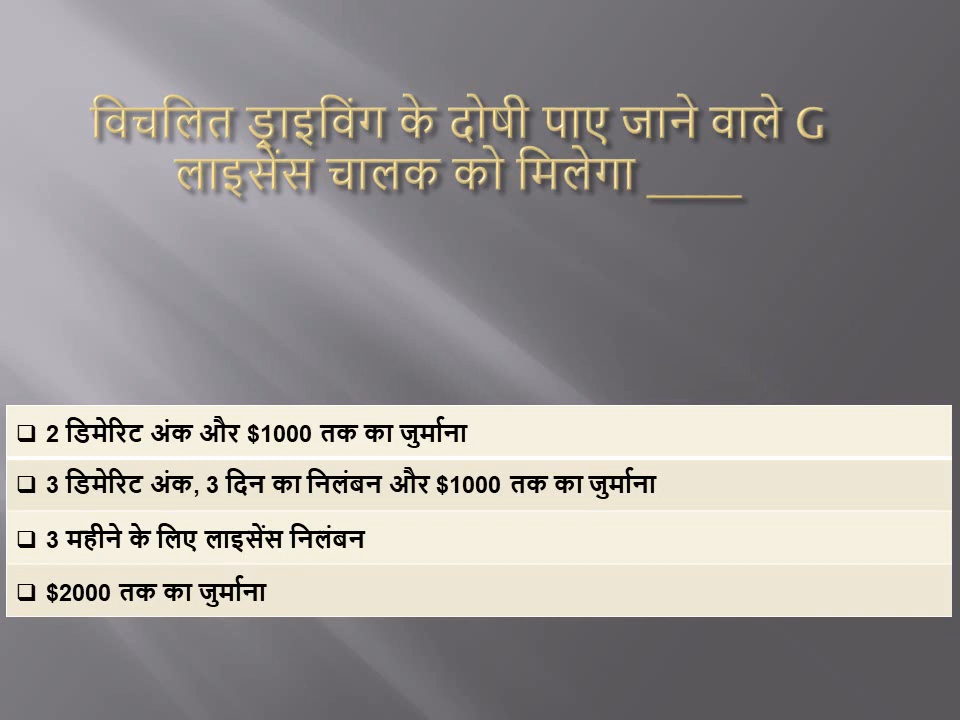 विचलित ड्राइविंग के दोषी पाए जाने वाले G
लाइसेंस चालक को मिलेगा _____
❑ 2 डिमेरिट अंक और $1000 तक का जुर्माना
❑ 3 डिमेरिट अंक, 3 दिन का निलंबन और $1000 तक का जुर्माना
❑ 3 महीने के लिए लाइसेंस निलंबन
❑ $2000 तक का जुर्माना